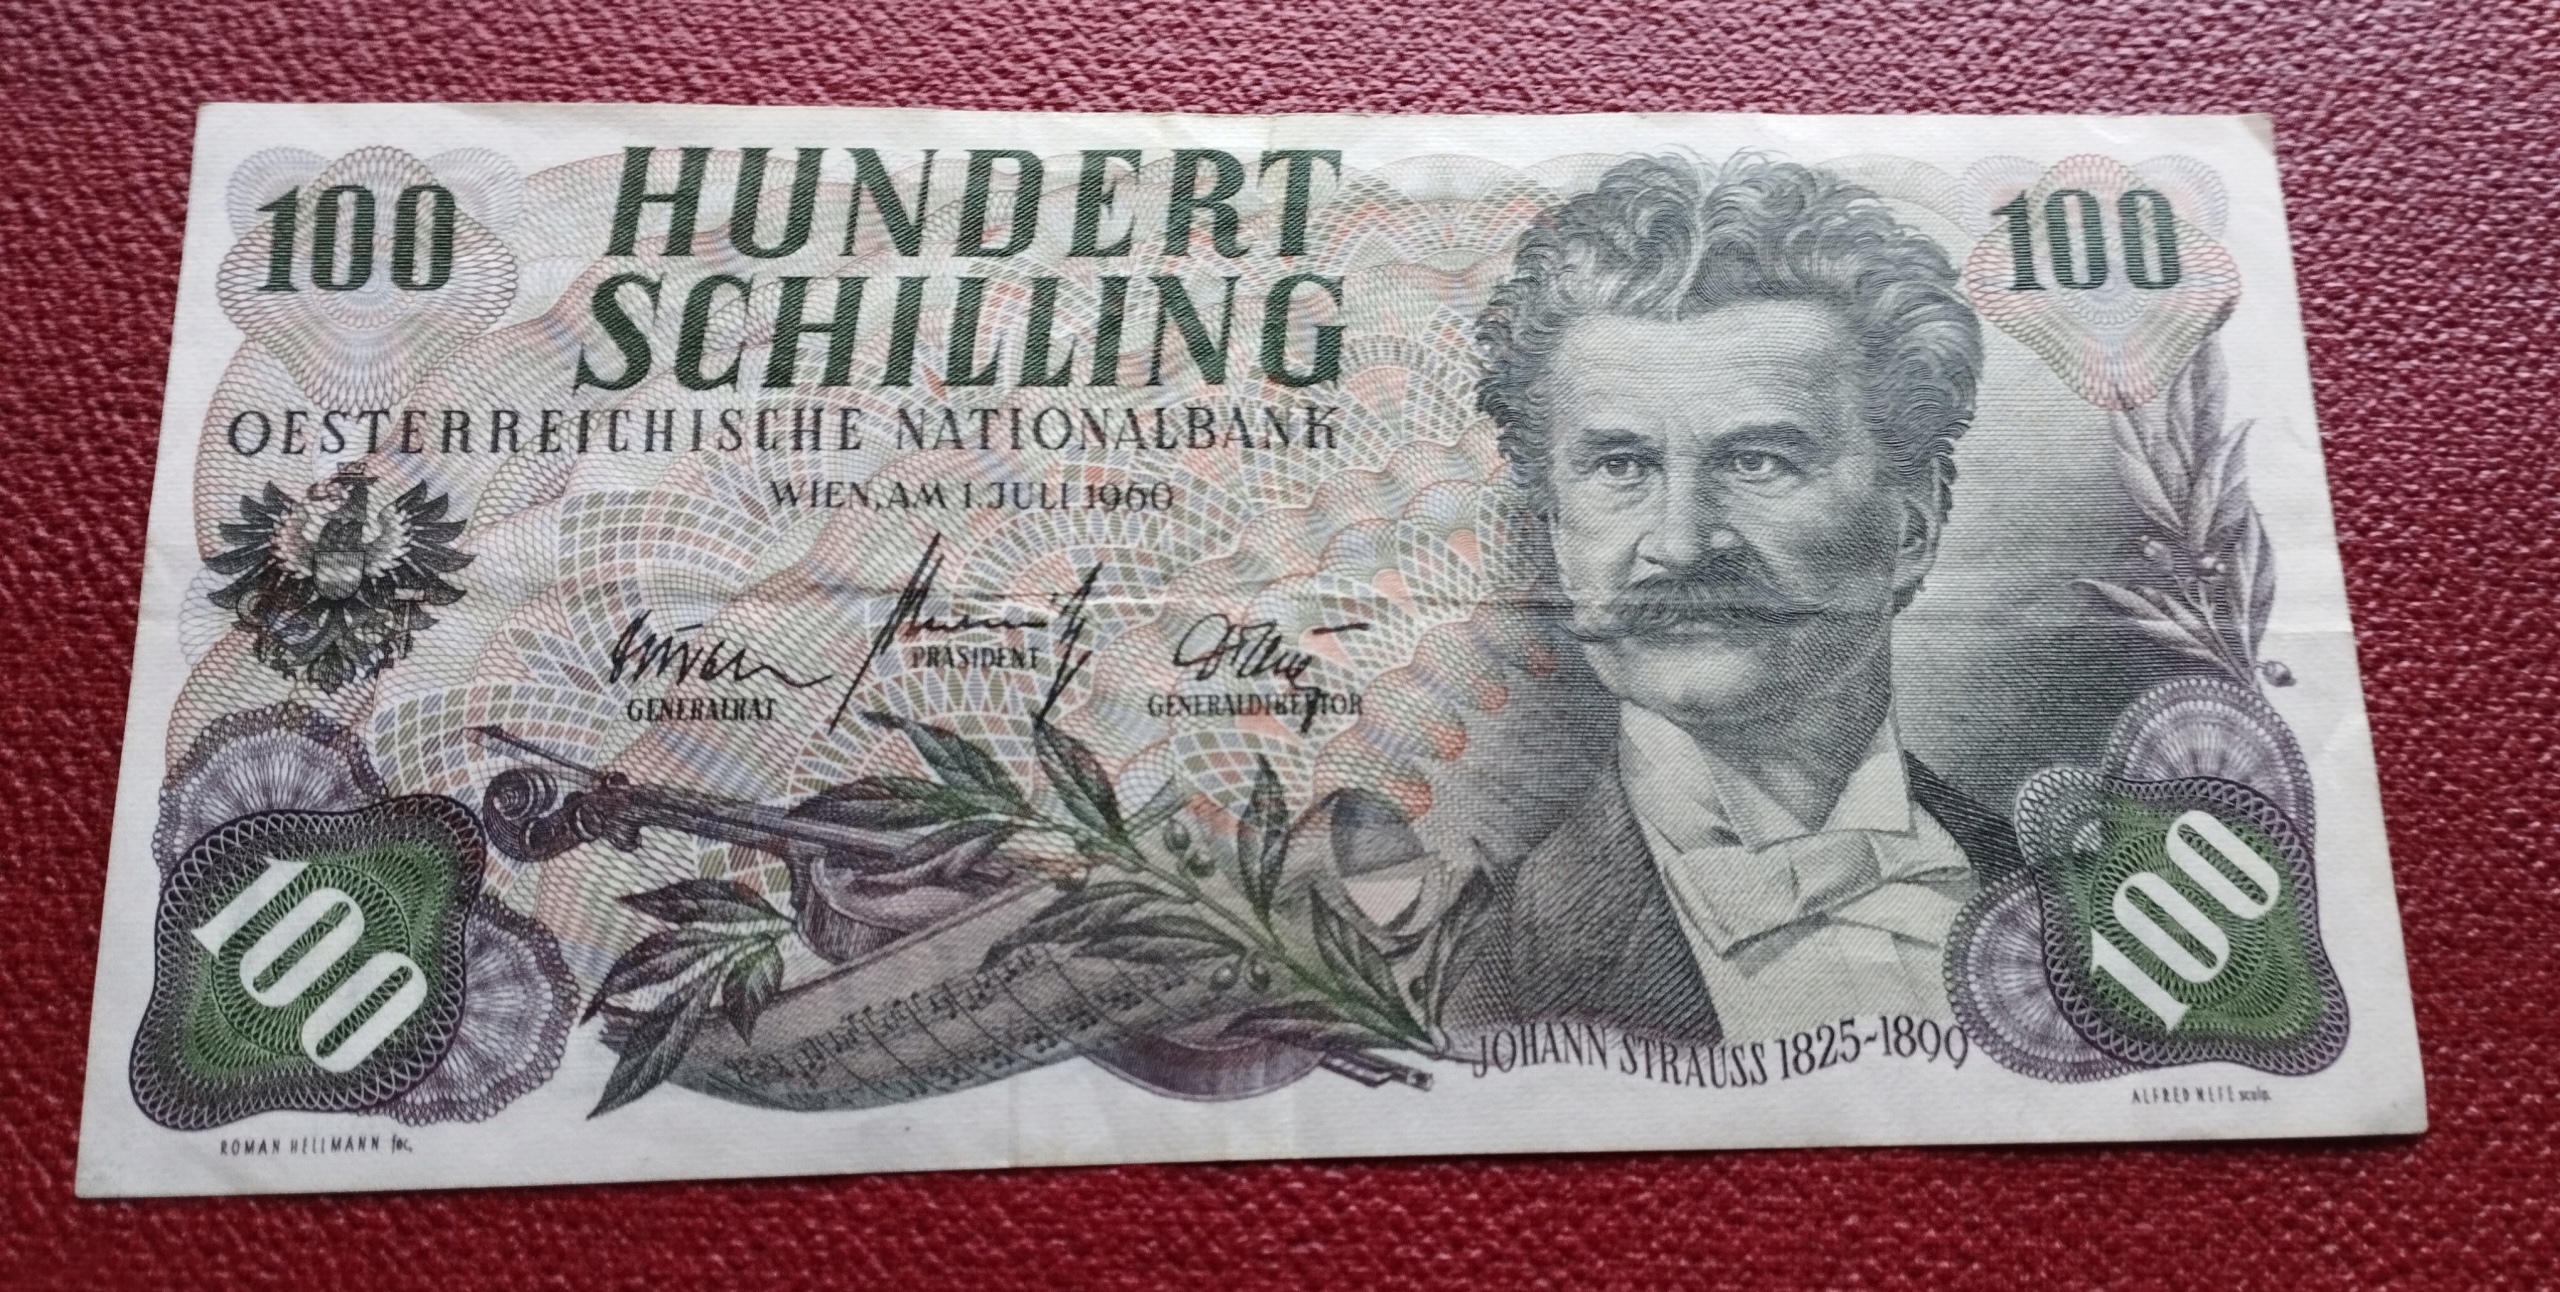 100
HUNDERT
SCHILLING
100
OESTERREICHISCHE NATIONALBANK
WIEN, AM 1. JULI 1960
GENERALRAT
PRÄSIDENT
GENERALDIREKTOR
100
100
JOHANN STRAUSS 1825-1899
ROMAN HELLMANN fec.
ALFRED NEFE sculp.